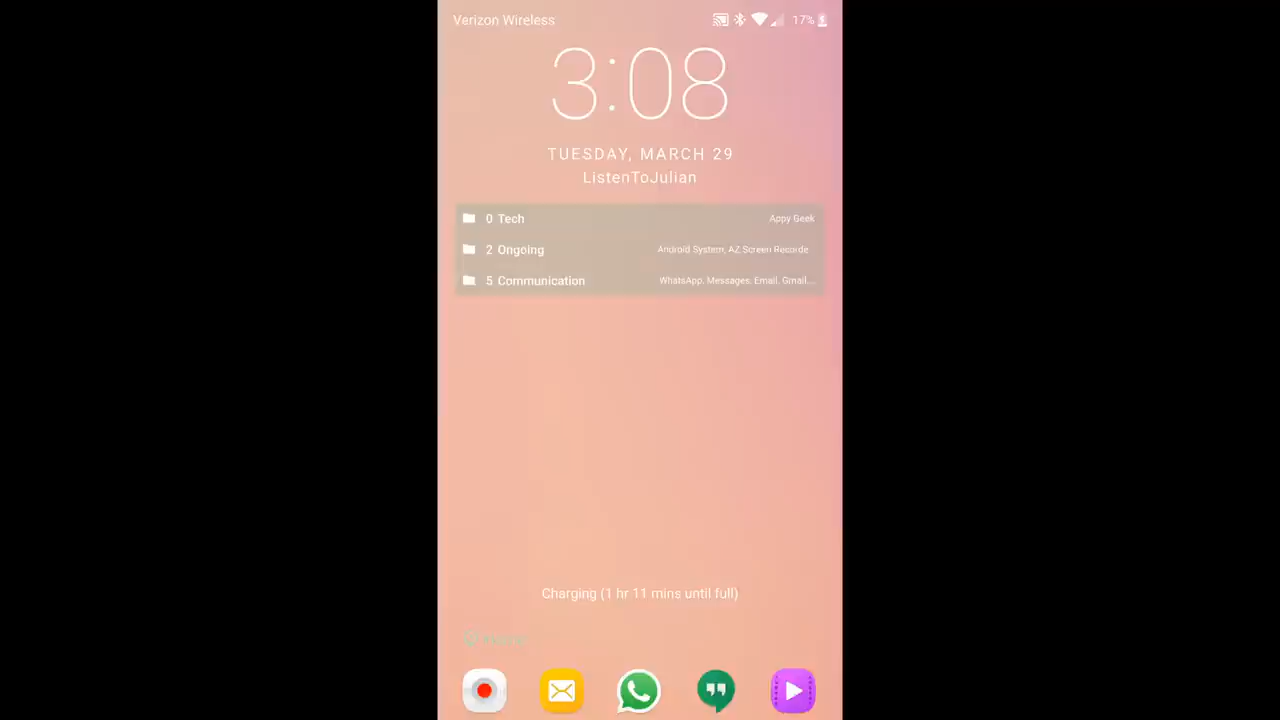 Verizon Wireless 17%
3:08
TUESDAY, MARCH 29
ListenToJulian
0 Tech Appy Geek
2 Ongoing Android System, AZ Screen Recorde
5 Communication WhatsApp, Messages, Email, Gmail...
Charging (1 hr 11 mins until full)